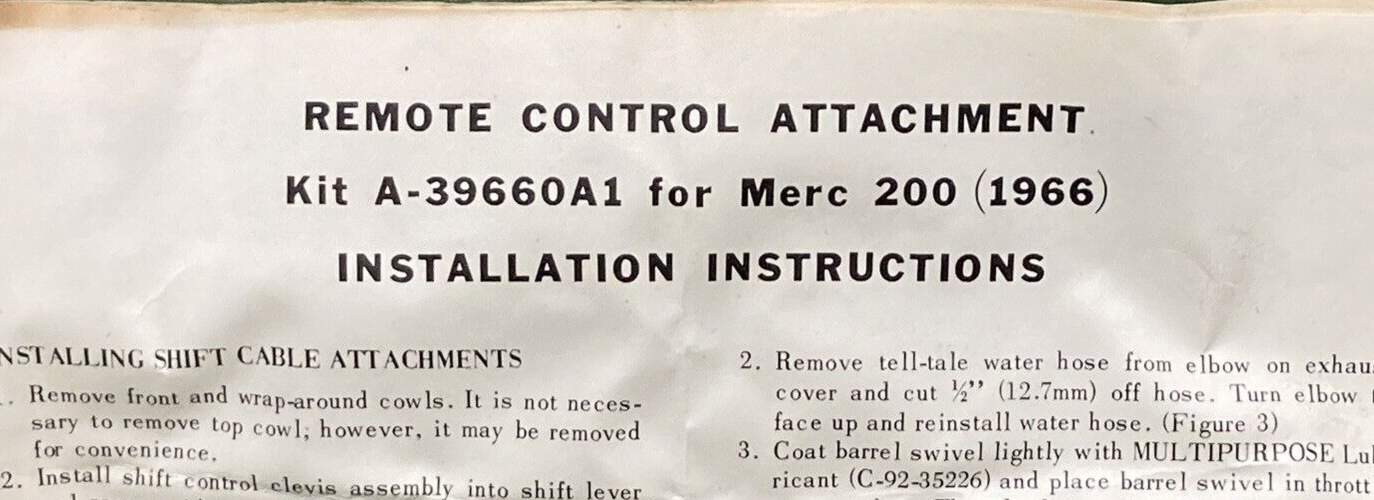 REMOTE CONTROL ATTACHMENT
Kit A-39660A1 for Merc 200 (1966)
INSTALLATION INSTRUCTIONS
NSTALLING SHIFT CABLE ATTACHMENTS
. Remove front and wrap-around cowls. It is not neces-
sary to remove top cowl; however, it may be removed
for convenience.
2. Install shift control clevis assembly into shift lever
2. Remove tell-tale water hose from elbow on exhau
cover and cut ½” (12.7mm) off hose. Turn elbow
face up and reinstall water hose. (Figure 3)
3. Coat barrel swivel lightly with MULTIPURPOSE Lu
ricant (C-92-35226) and place barrel swivel in thrott